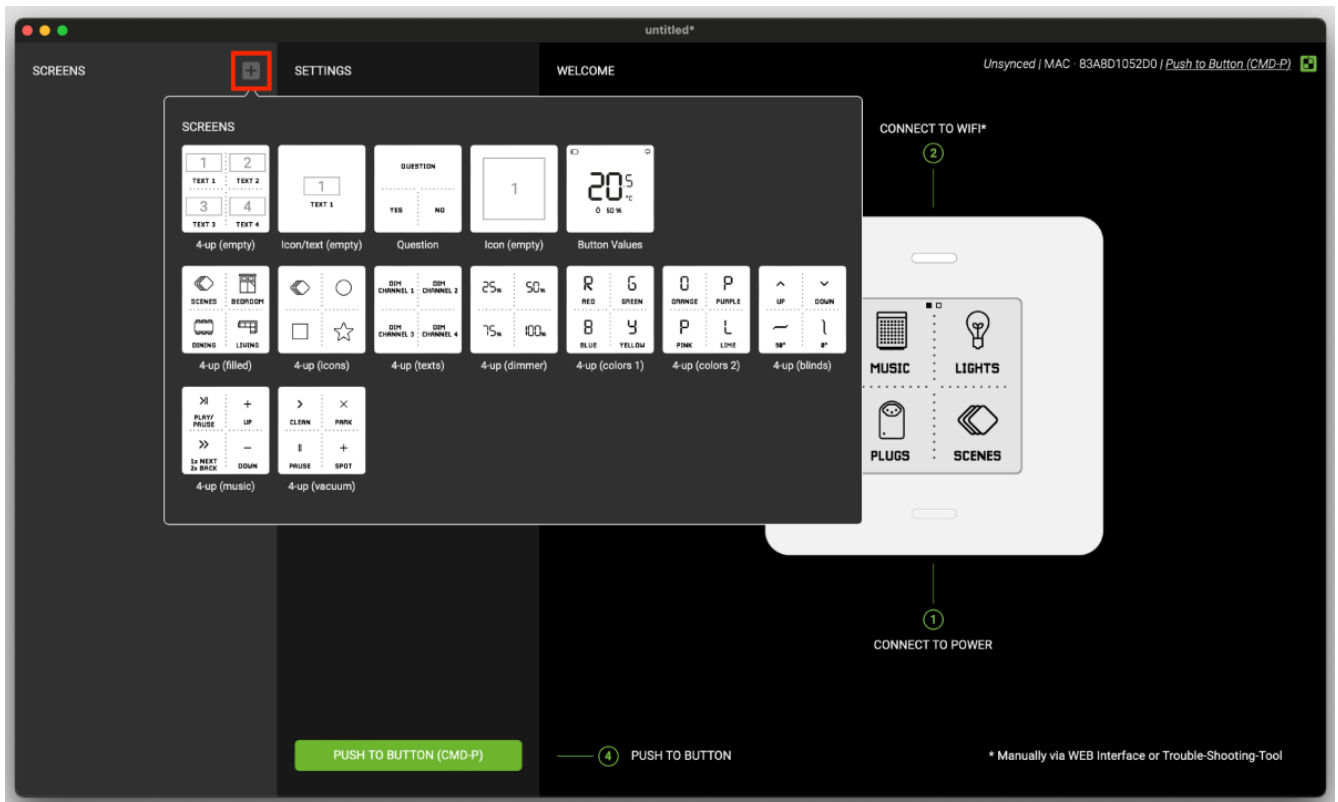 untitled*
SCREENS
SETTINGS
WELCOME
Unsynced | MAC · 83A8D1052D0 | Push to Button (CMD-P)
SCREENS
CONNECT TO WIFI*
2
1 2
TEXT 1 TEXT 2
3 4
TEXT 3 TEXT 4
4-up (empty)
1
TEXT 1
Icon/text (empty)
QUESTION
YES NO
Question
1
Icon (empty)
20.5
°C
50 %
Button Values
SCENES BEDROOM
DINING LIVING
4-up (filled)
4-up (icons)
DIM CHANNEL 1 DIM CHANNEL 2
DIM CHANNEL 3 DIM CHANNEL 4
4-up (texts)
25% 50%
75% 100%
4-up (dimmer)
R G
RED GREEN
B Y
BLUE YELLOW
4-up (colors 1)
O P
ORANGE PURPLE
P L
PINK LIME
4-up (colors 2)
UP DOWN
90° 0°
4-up (blinds)
PLAY/
PAUSE
+
UP
1x NEXT
2x BACK
–
DOWN
4-up (music)
CLEAN PARK
+
PAUSE SPOT
4-up (vacuum)
MUSIC LIGHTS
PLUGS SCENES
1
CONNECT TO POWER
PUSH TO BUTTON (CMD-P)
4 PUSH TO BUTTON
* Manually via WEB Interface or Trouble-Shooting-Tool